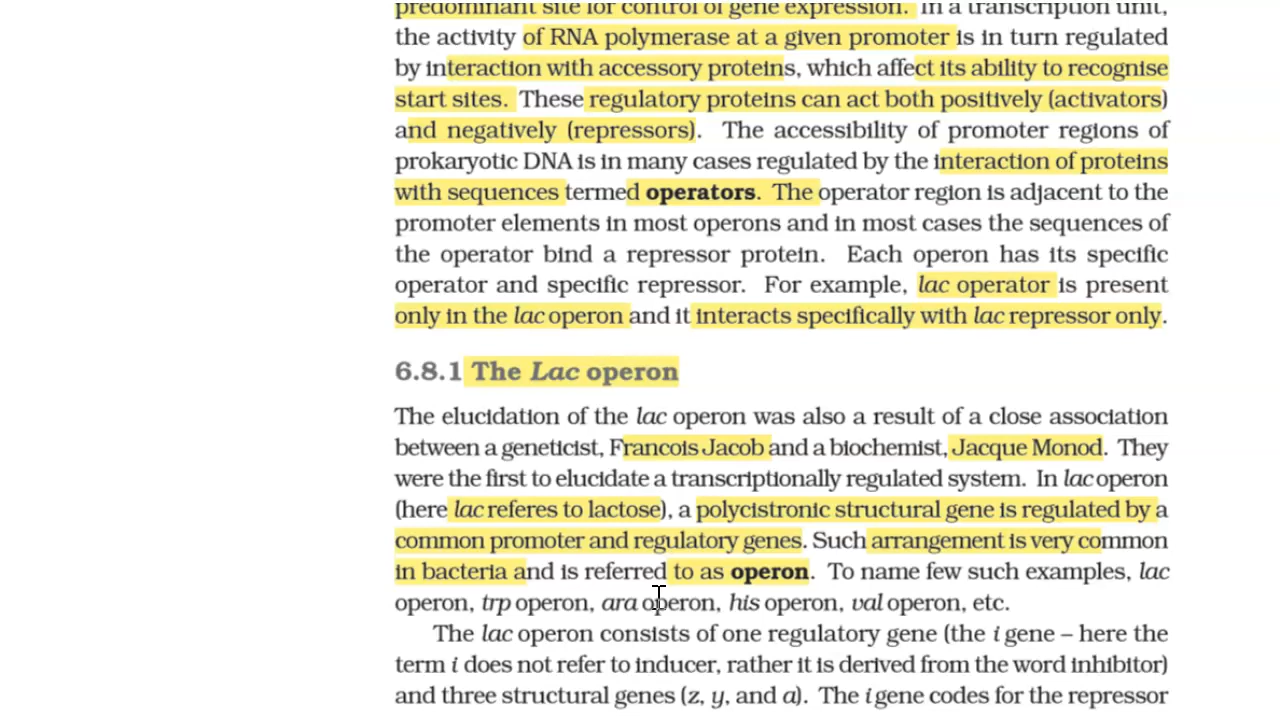 predominant site for control of gene expression. In a transcription unit,
the activity of RNA polymerase at a given promoter is in turn regulated
by interaction with accessory proteins, which affect its ability to recognise
start sites. These regulatory proteins can act both positively (activators)
and negatively (repressors). The accessibility of promoter regions of
prokaryotic DNA is in many cases regulated by the interaction of proteins
with sequences termed operators. The operator region is adjacent to the
promoter elements in most operons and in most cases the sequences of
the operator bind a repressor protein. Each operon has its specific
operator and specific repressor. For example, lac operator is present
only in the lac operon and it interacts specifically with lac repressor only.
6.8.1 The Lac operon
The elucidation of the lac operon was also a result of a close association
between a geneticist, Francois Jacob and a biochemist, Jacque Monod. They
were the first to elucidate a transcriptionally regulated system. In lac operon
(here lac referes to lactose), a polycistronic structural gene is regulated by a
common promoter and regulatory genes. Such arrangement is very common
in bacteria and is referred to as operon. To name few such examples, lac
operon, trp operon, ara operon, his operon, val operon, etc.
The lac operon consists of one regulatory gene (the i gene – here the
term i does not refer to inducer, rather it is derived from the word inhibitor)
and three structural genes (z, y, and a). The i gene codes for the repressor